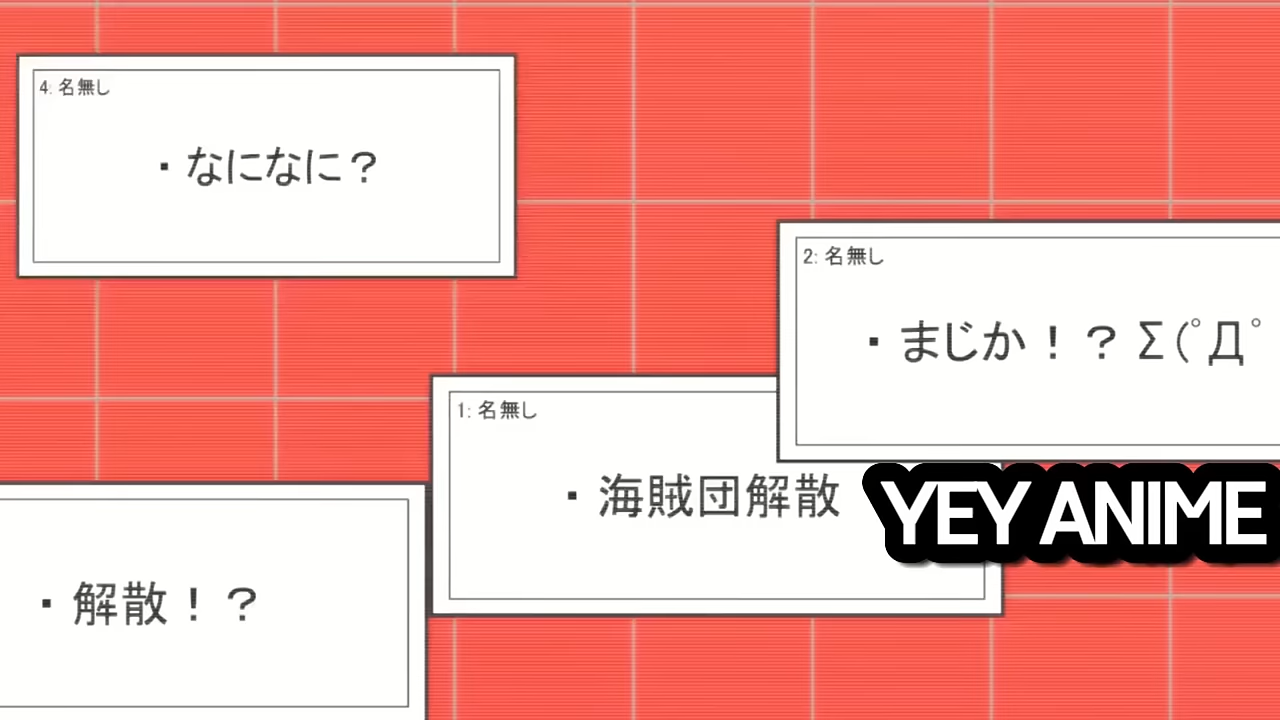 4: 名無し
・なになに？
2: 名無し
・まじか！？Σ(ﾟДﾟ
1: 名無し
・海賊団解散
YEY ANIME
・解散！？